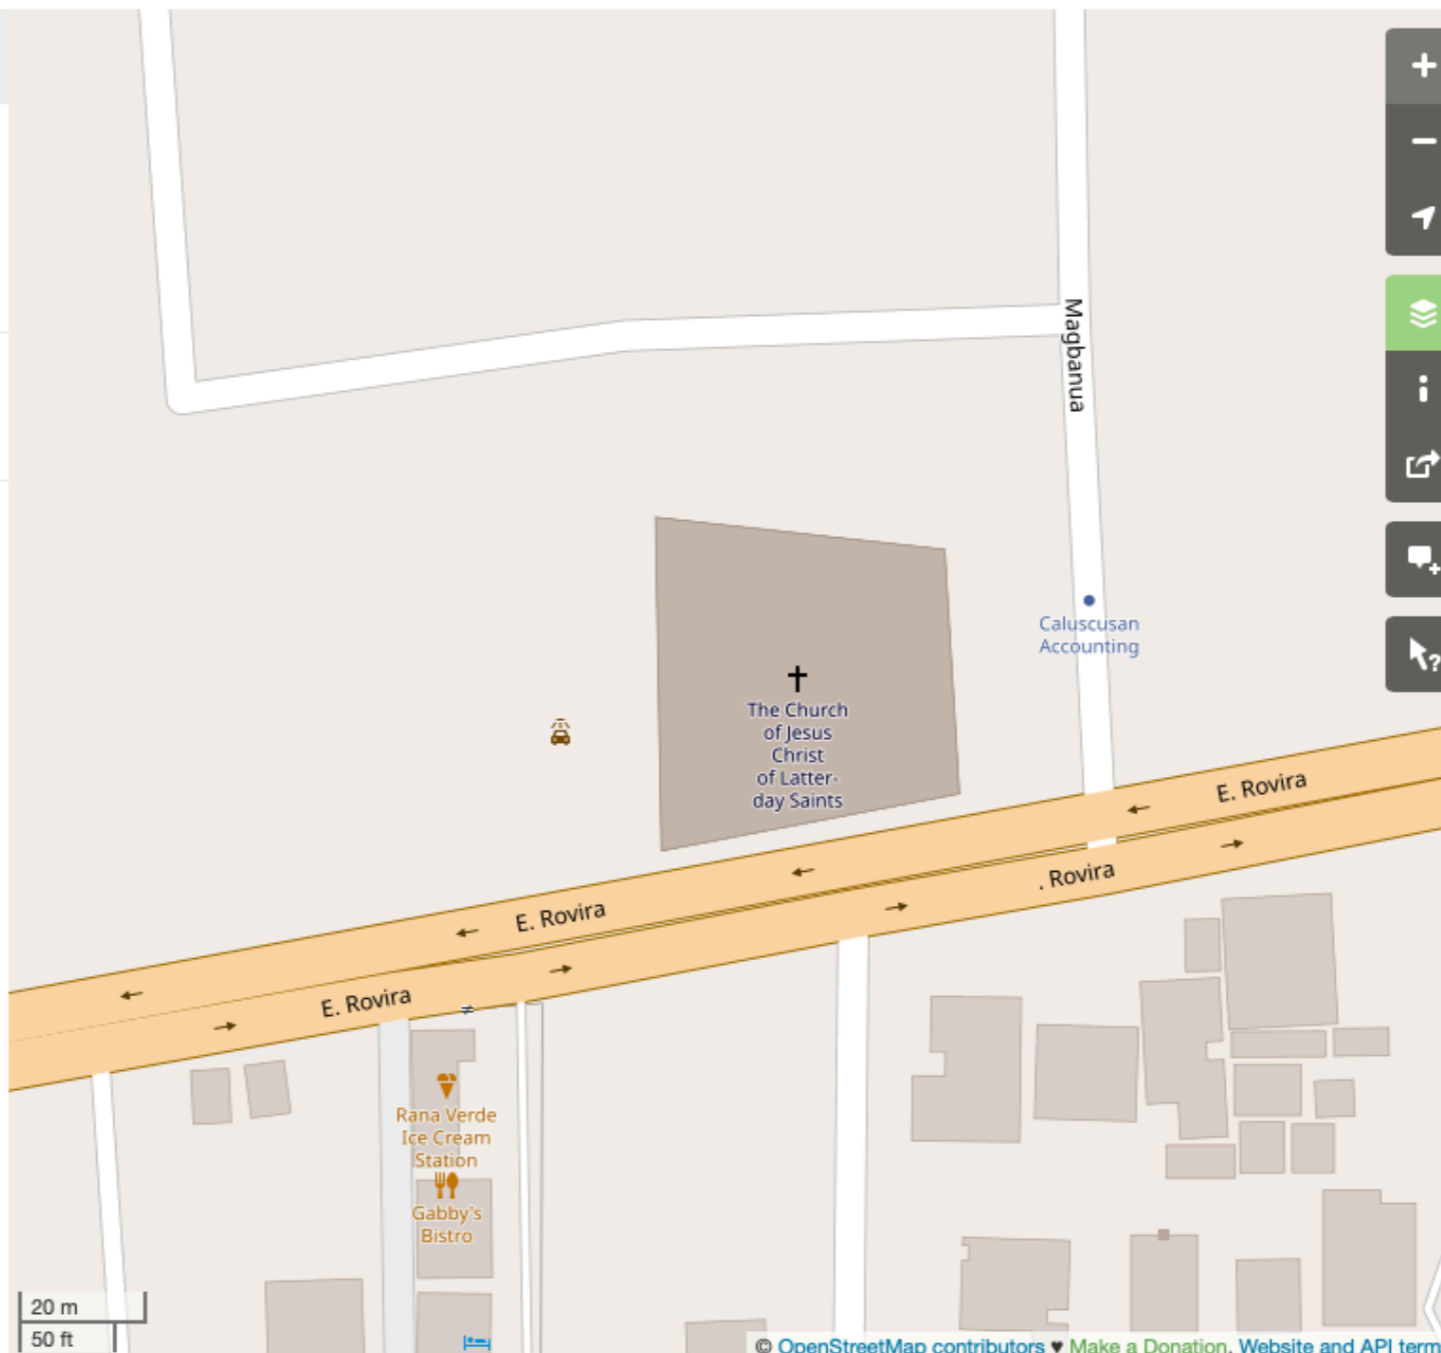 Magbanua
Caluscusan
Accounting
The Church
of Jesus
Christ
of Latter-
day Saints
E. Rovira
. Rovira
E. Rovira
E. Rovira
Rana Verde
Ice Cream
Station
Gabby's
Bistro
20 m
50 ft
© OpenStreetMap contributors ♥ Make a Donation. Website and API term